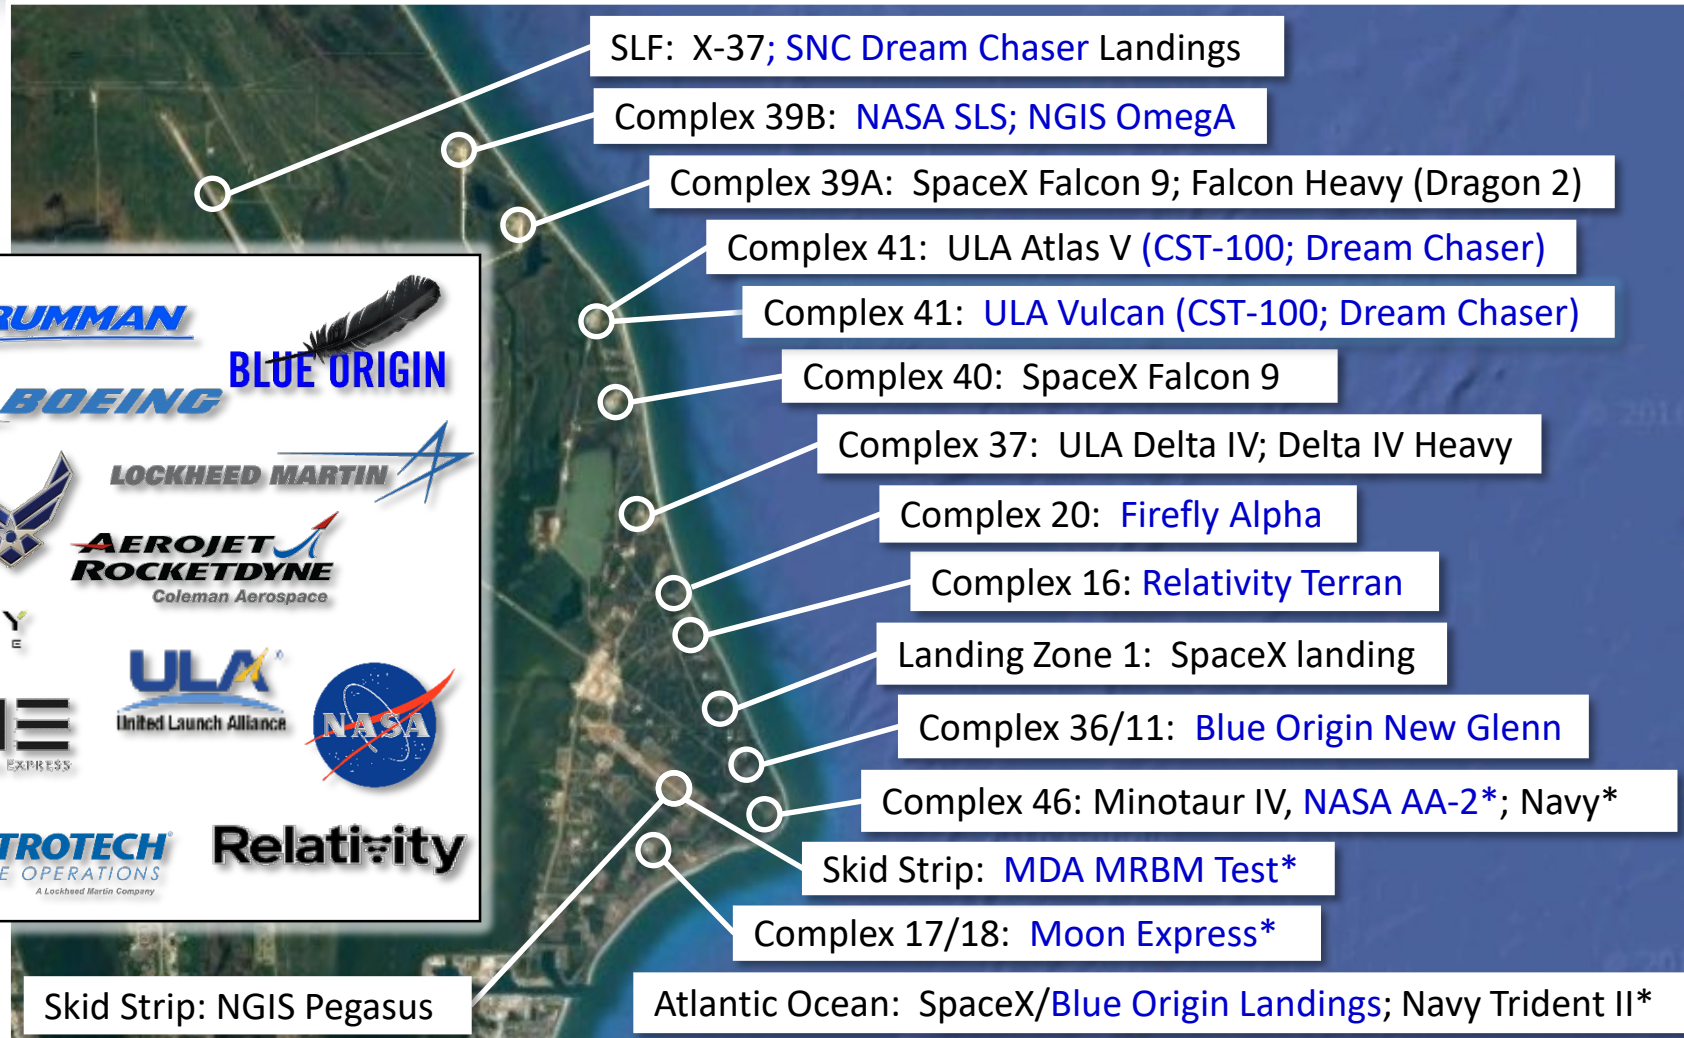 SLF: X-37; SNC Dream Chaser Landings
Complex 39B: NASA SLS; NGIS OmegA
Complex 39A: SpaceX Falcon 9; Falcon Heavy (Dragon 2)
Complex 41: ULA Atlas V (CST-100; Dream Chaser)
Complex 41: ULA Vulcan (CST-100; Dream Chaser)
Complex 40: SpaceX Falcon 9
Complex 37: ULA Delta IV; Delta IV Heavy
Complex 20: Firefly Alpha
Complex 16: Relativity Terran
Landing Zone 1: SpaceX landing
Complex 36/11: Blue Origin New Glenn
Complex 46: Minotaur IV, NASA AA-2*; Navy*
Skid Strip: MDA MRBM Test*
Complex 17/18: Moon Express*
Atlantic Ocean: SpaceX/Blue Origin Landings; Navy Trident II*
Skid Strip: NGIS Pegasus
RUMMAN
BLUE ORIGIN
BOEING
LOCKHEED MARTIN
AEROJET
ROCKETDYNE
Coleman Aerospace
Y
E
ULA
United Launch Alliance
NASA
EXPRESS
TROTECH
E OPERATIONS
A Lockheed Martin Company
Relativity